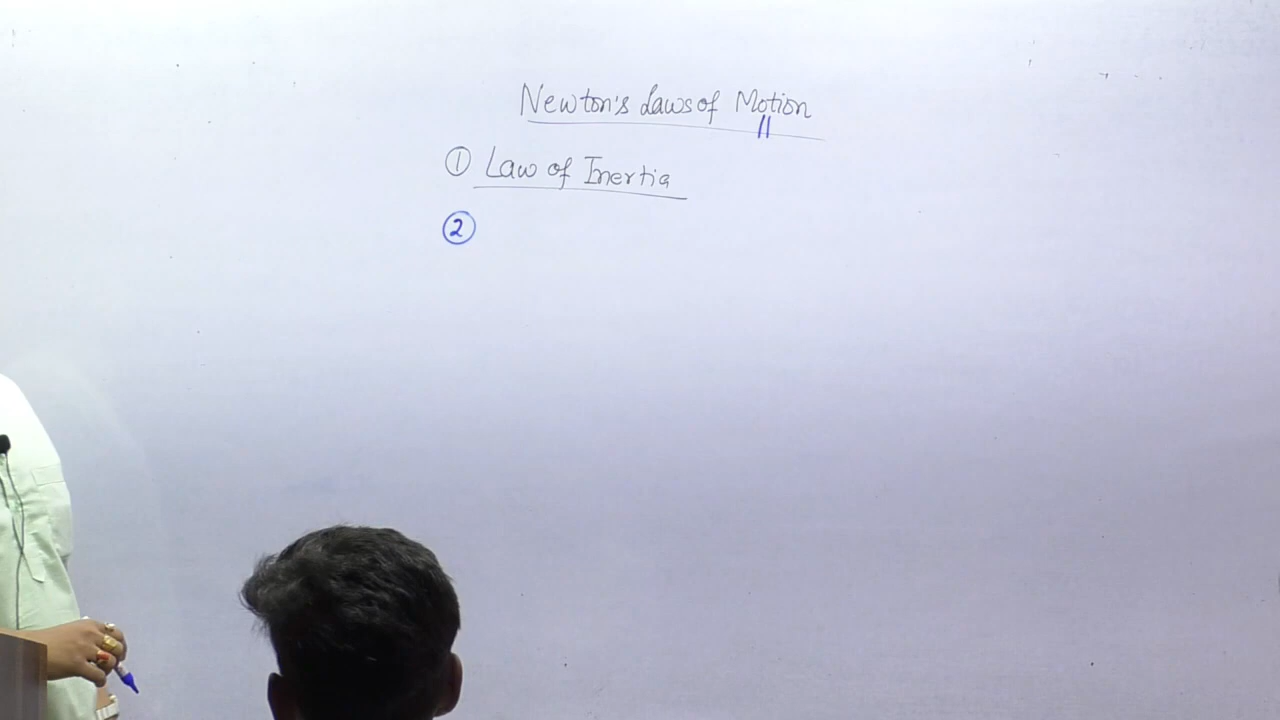 Newton's Laws of Motion
① Law of Inertia
②